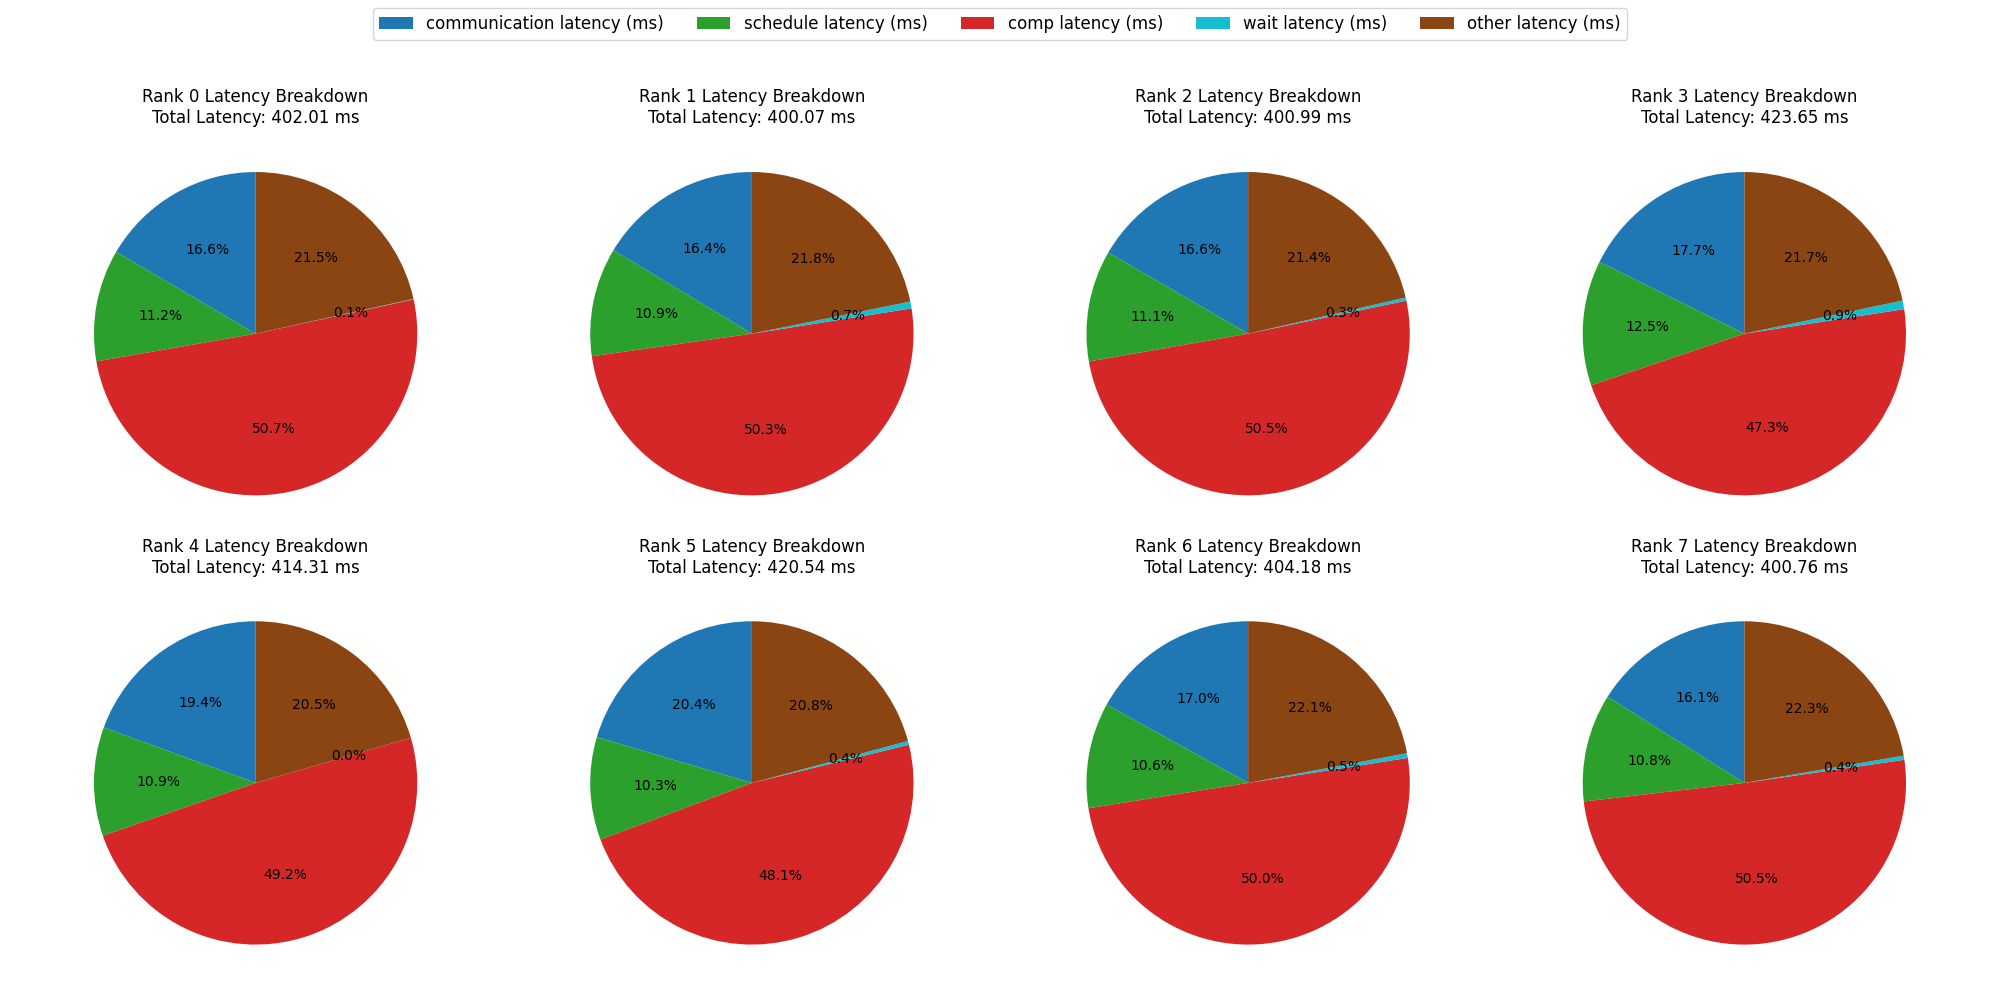 communication latency (ms) schedule latency (ms) comp latency (ms) wait latency (ms) other latency (ms)
Rank 0 Latency Breakdown
Total Latency: 402.01 ms
16.6%
11.2%
50.7%
0.1%
21.5%
Rank 1 Latency Breakdown
Total Latency: 400.07 ms
16.4%
10.9%
50.3%
0.7%
21.8%
Rank 2 Latency Breakdown
Total Latency: 400.99 ms
16.6%
11.1%
50.5%
0.3%
21.4%
Rank 3 Latency Breakdown
Total Latency: 423.65 ms
17.7%
12.5%
47.3%
0.9%
21.7%
Rank 4 Latency Breakdown
Total Latency: 414.31 ms
19.4%
10.9%
49.2%
0.0%
20.5%
Rank 5 Latency Breakdown
Total Latency: 420.54 ms
20.4%
10.3%
48.1%
0.4%
20.8%
Rank 6 Latency Breakdown
Total Latency: 404.18 ms
17.0%
10.6%
50.0%
0.5%
22.1%
Rank 7 Latency Breakdown
Total Latency: 400.76 ms
16.1%
10.8%
50.5%
0.4%
22.3%